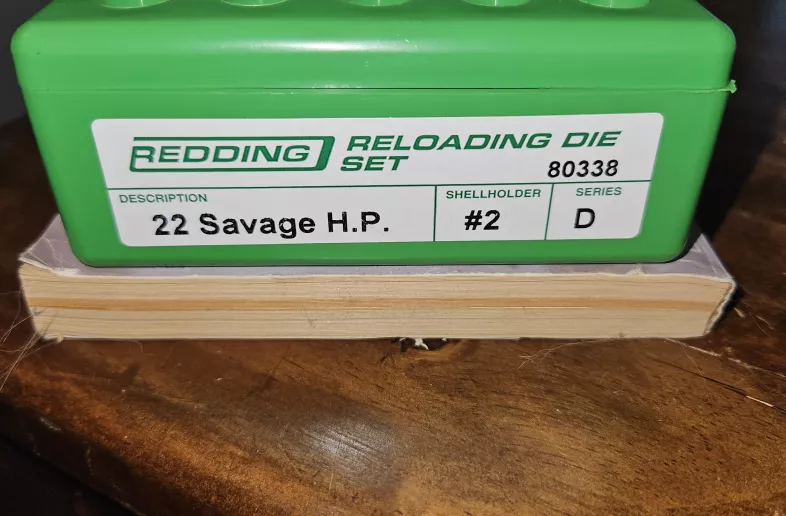 REDDING RELOADING DIE SET
80338
DESCRIPTION
22 Savage H.P.
SHELLHOLDER
#2
SERIES
D